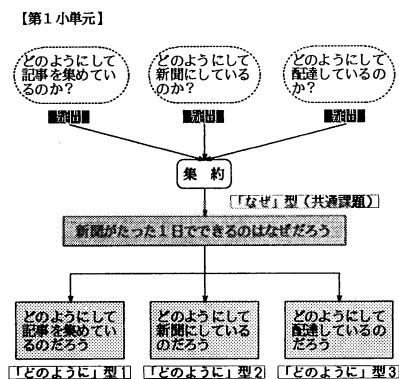 【第1小単元】
どのようにして
記事を集めてい
るのか?
どのようにして
新聞にしている
のか?
どのようにして
配達しているの
か?
疑問
疑問
疑問
集 約
「なぜ」型(共通課題)
新聞がたった1日でできるのはなぜだろう
どのようにして
記事を集めてい
るのだろう
どのようにして
新聞にしている
のだろう
どのようにして
配達しているの
だろう
「どのように」型1
「どのように」型2
「どのように」型3